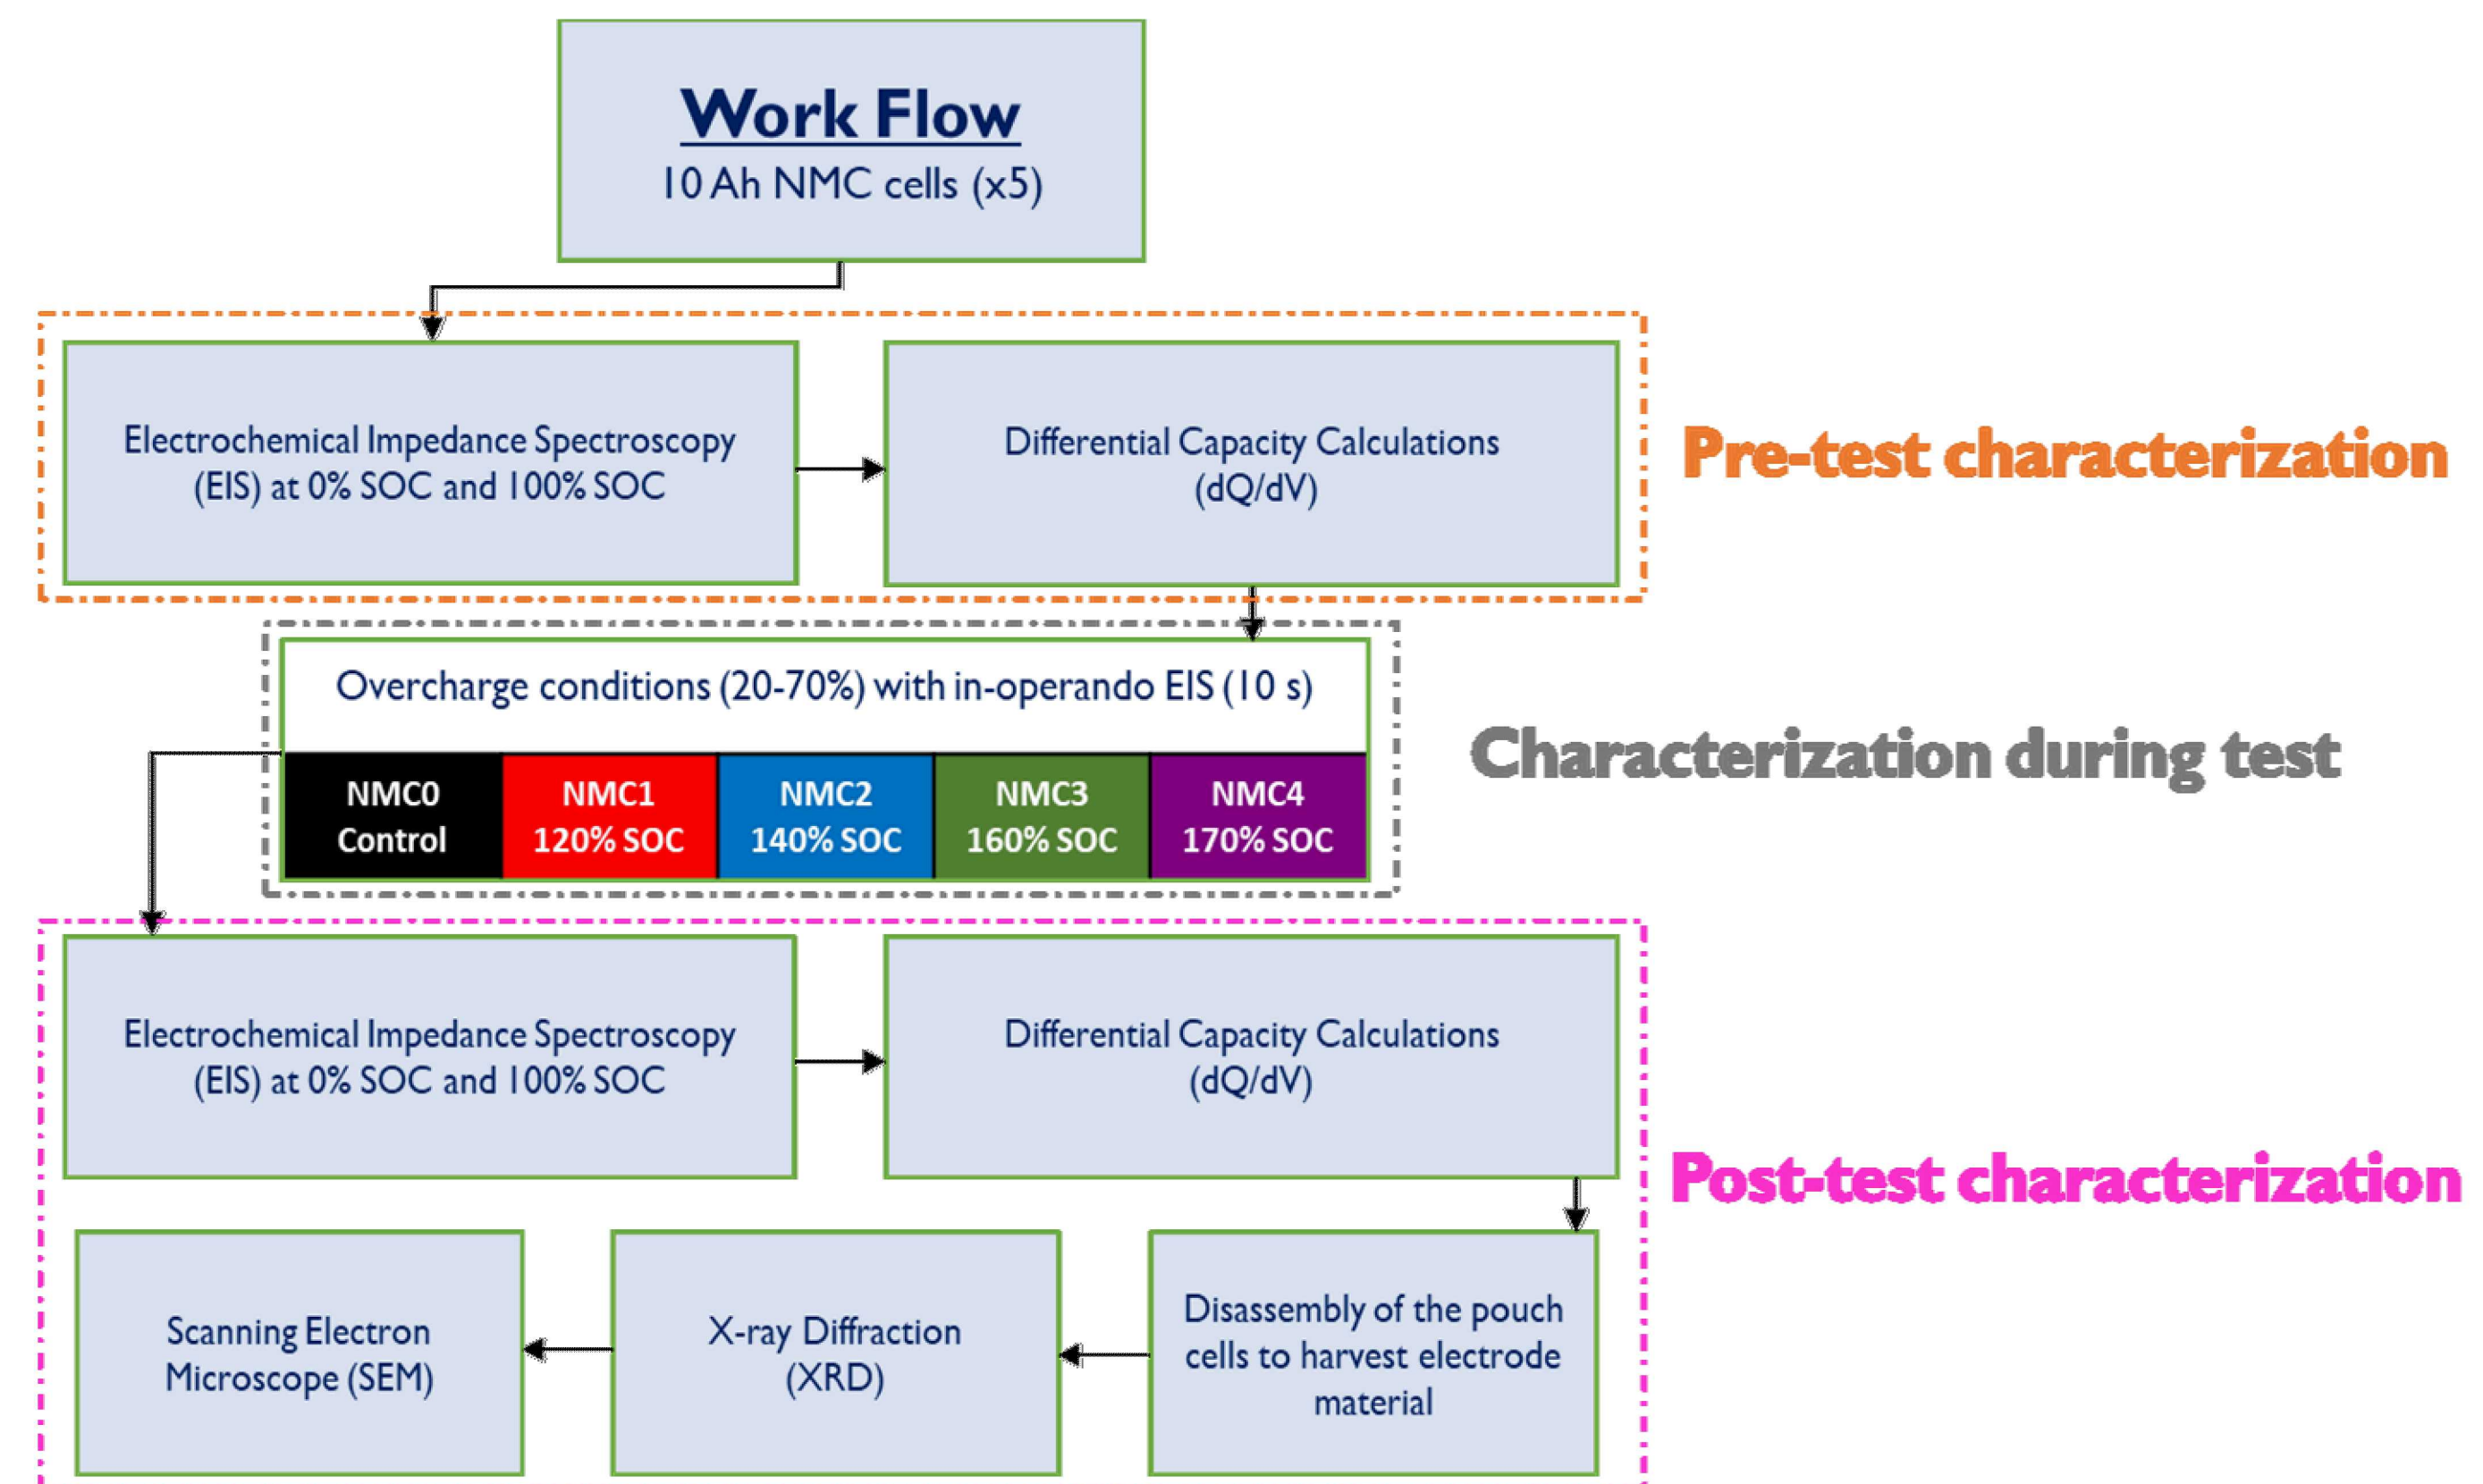 Work Flow
10 Ah NMC cells (x5)
Electrochemical Impedance Spectroscopy
(EIS) at 0% SOC and 100% SOC
Differential Capacity Calculations
(dQ/dV)
Pre-test characterization
Overcharge conditions (20-70%) with in-operando EIS (10 s)
NMC0
Control
NMC1
120% SOC
NMC2
140% SOC
NMC3
160% SOC
NMC4
170% SOC
Characterization during test
Electrochemical Impedance Spectroscopy
(EIS) at 0% SOC and 100% SOC
Differential Capacity Calculations
(dQ/dV)
Post-test characterization
Disassembly of the pouch
cells to harvest electrode
material
X-ray Diffraction
(XRD)
Scanning Electron
Microscope (SEM)